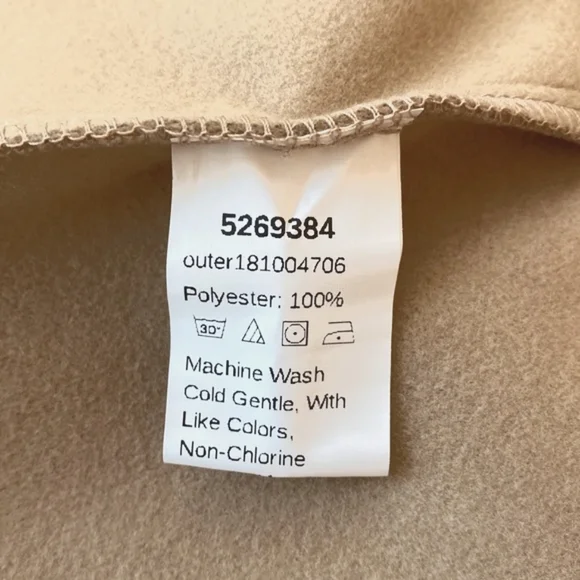 5269384
outer181004706
Polyester: 100%
30°
Machine Wash
Cold Gentle, With
Like Colors,
Non-Chlorine